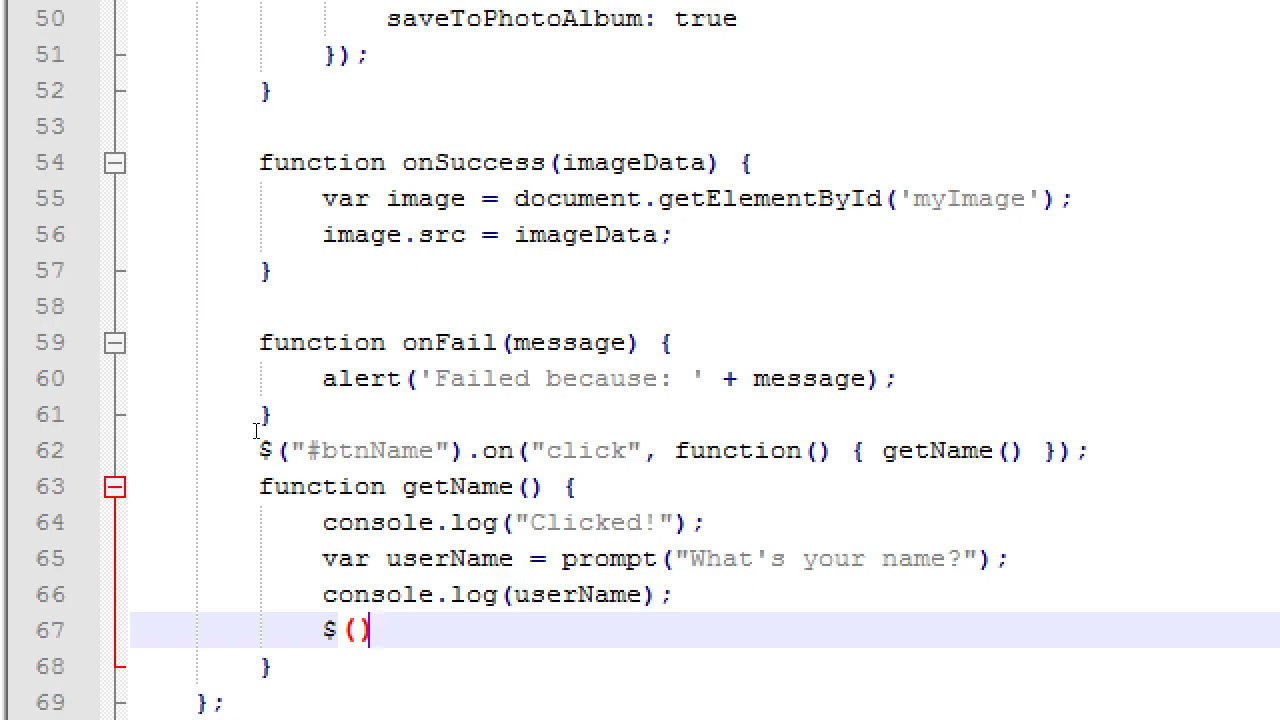 50 saveToPhotoAlbum: true
51 });
52 }
53
54 function onSuccess(imageData) {
55 var image = document.getElementById('myImage');
56 image.src = imageData;
57 }
58
59 function onFail(message) {
60 alert('Failed because: ' + message);
61 }
62 $("#btnName").on("click", function() { getName() });
63 function getName() {
64 console.log("Clicked!");
65 var userName = prompt("What's your name?");
66 console.log(userName);
67 $()
68 }
69 };